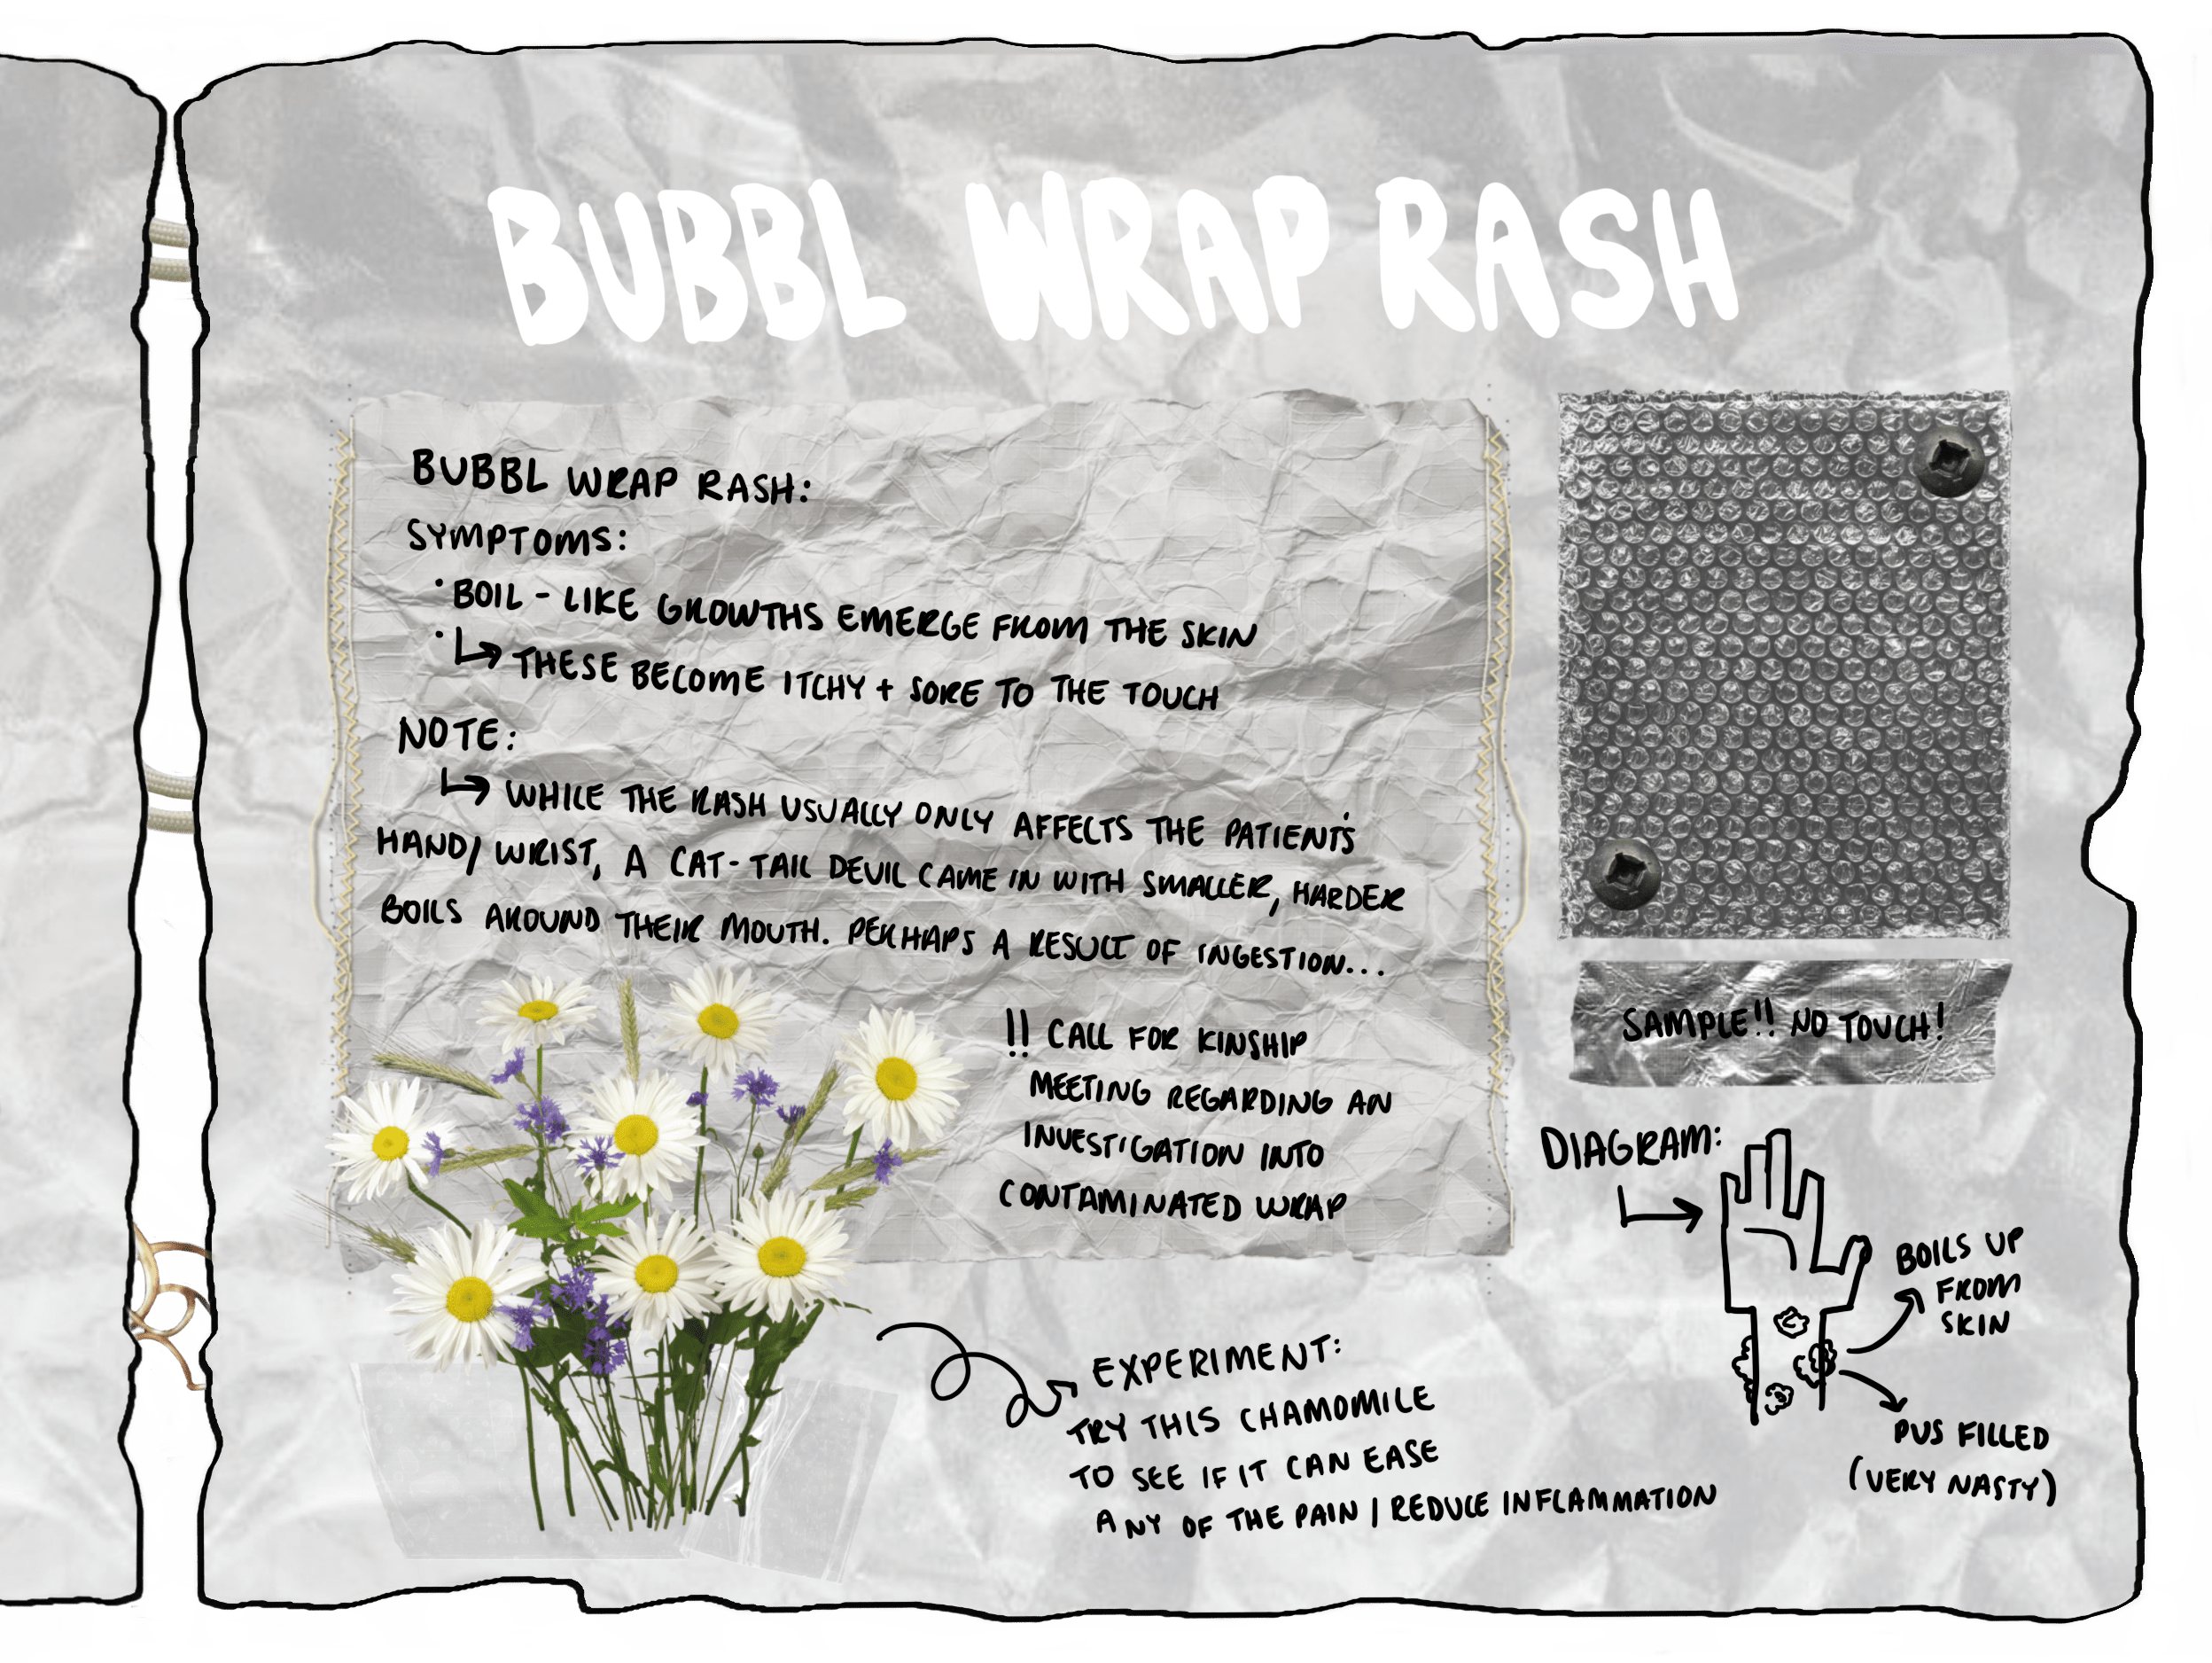 BUBBL WRAP RASH
BUBBL WRAP RASH:
SYMPTOMS:
• BOIL - LIKE GROWTHS EMERGE FROM THE SKIN
• ↳ THESE BECOME ITCHY + SORE TO THE TOUCH
NOTE:
↳ WHILE THE RASH USUALLY ONLY AFFECTS THE PATIENT'S
HAND/WRIST, A CAT-TAIL DEVIL CAME IN WITH SMALLER, HARDER
BOILS AROUND THEIR MOUTH. PERHAPS A RESULT OF INGESTION...
!! CALL FOR KINSHIP
MEETING REGARDING AN
INVESTIGATION INTO
CONTAMINATED WRAP
SAMPLE!! NO TOUCH!
DIAGRAM:
BOILS UP
FROM
SKIN
PUS FILLED
(VERY NASTY)
EXPERIMENT:
TRY THIS CHAMOMILE
TO SEE IF IT CAN EASE
ANY OF THE PAIN / REDUCE INFLAMMATION